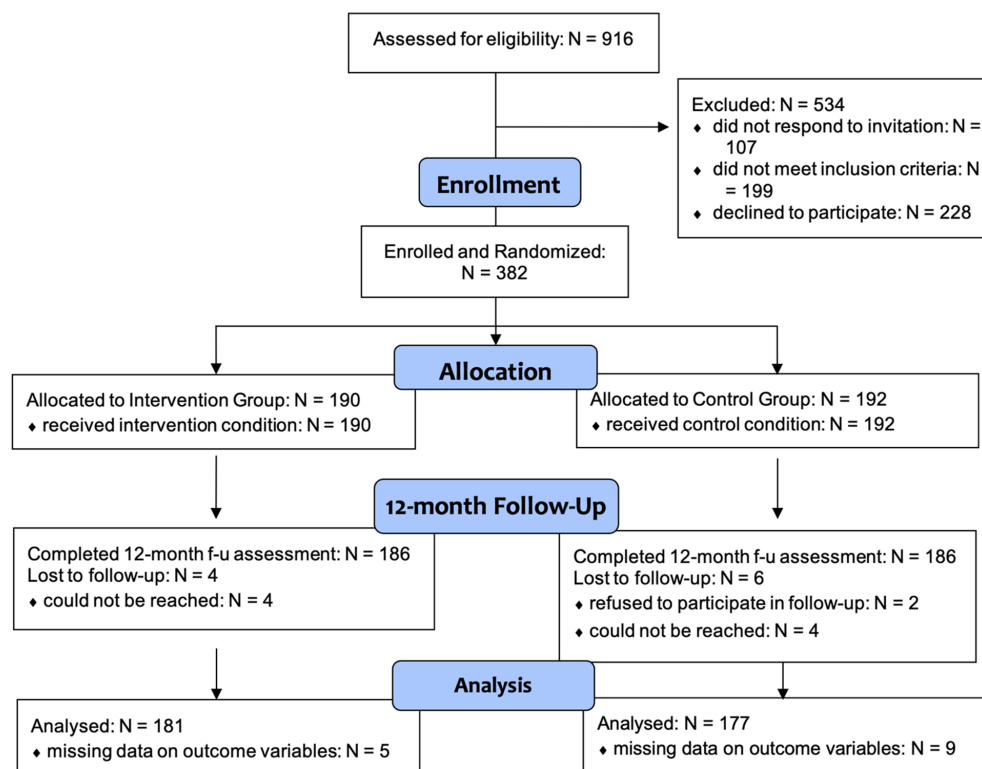 Assessed for eligibility: N = 916
Excluded: N = 534
♦ did not respond to invitation: N =
107
♦ did not meet inclusion criteria: N
= 199
♦ declined to participate: N = 228
Enrollment
Enrolled and Randomized:
N = 382
Allocation
Allocated to Intervention Group: N = 190
♦ received intervention condition: N = 190
Allocated to Control Group: N = 192
♦ received control condition: N = 192
12-month Follow-Up
Completed 12-month f-u assessment: N = 186
Lost to follow-up: N = 4
♦ could not be reached: N = 4
Completed 12-month f-u assessment: N = 186
Lost to follow-up: N = 6
♦ refused to participate in follow-up: N = 2
♦ could not be reached: N = 4
Analysis
Analysed: N = 181
♦ missing data on outcome variables: N = 5
Analysed: N = 177
♦ missing data on outcome variables: N = 9